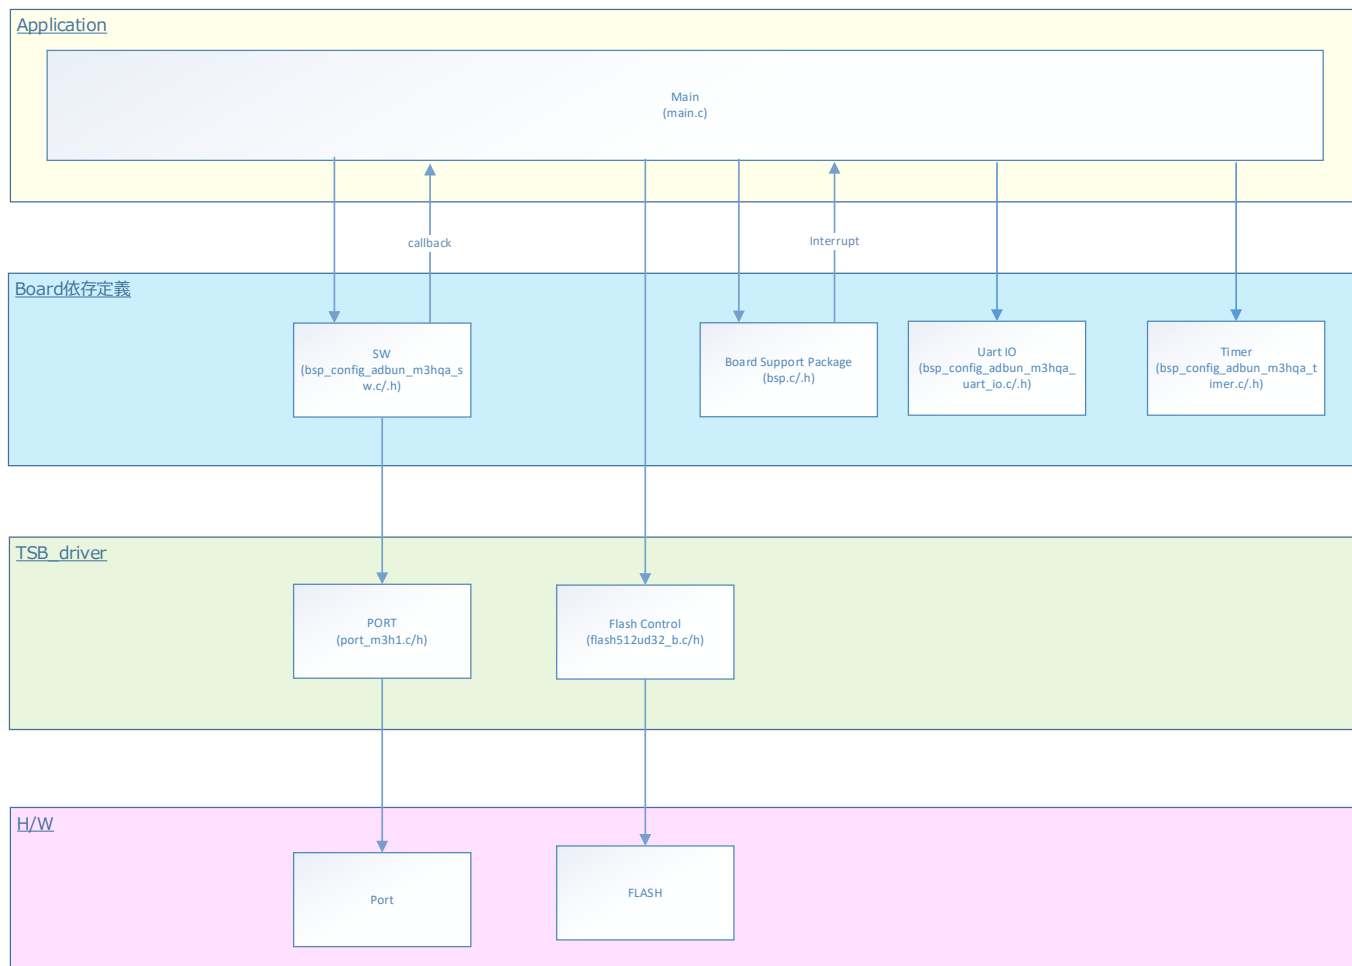 Application
Main
(main.c)
callback
Interrupt
Board依存定義
SW
(bsp_config_adbun_m3hqa_s
w.c/.h)
Board Support Package
(bsp.c/.h)
Uart IO
(bsp_config_adbun_m3hqa_
uart_io.c/.h)
Timer
(bsp_config_adbun_m3hqa_t
imer.c/.h)
TSB_driver
PORT
(port_m3h1.c/h)
Flash Control
(flash512ud32_b.c/h)
H/W
Port
FLASH